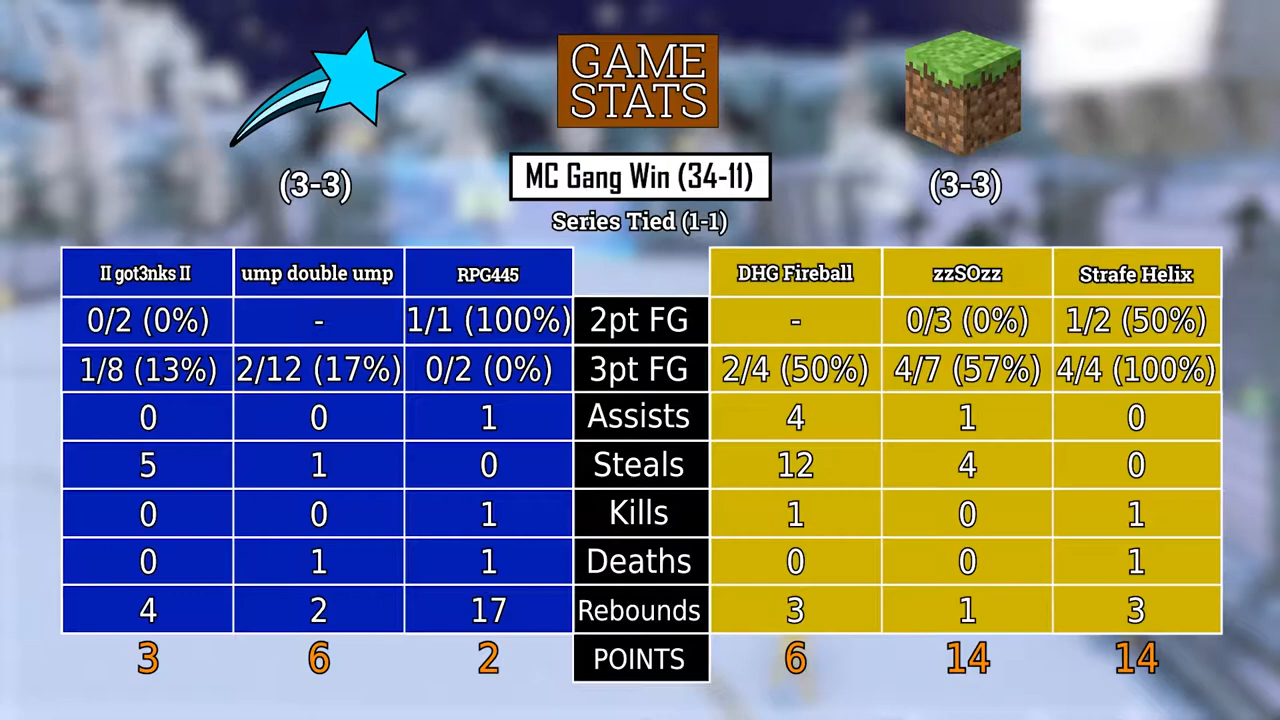 GAME
STATS
(3-3)
MC Gang Win (34-11)
(3-3)
Series Tied (1-1)
II got3nks II ump double ump RPG445 DHG Fireball zzSOzz Strafe Helix
0/2 (0%) - 1/1 (100%) 2pt FG - 0/3 (0%) 1/2 (50%)
1/8 (13%) 2/12 (17%) 0/2 (0%) 3pt FG 2/4 (50%) 4/7 (57%) 4/4 (100%)
0 0 1 Assists 4 1 0
5 1 0 Steals 12 4 0
0 0 1 Kills 1 0 1
0 1 1 Deaths 0 0 1
4 2 17 Rebounds 3 1 3
3 6 2 POINTS 6 14 14